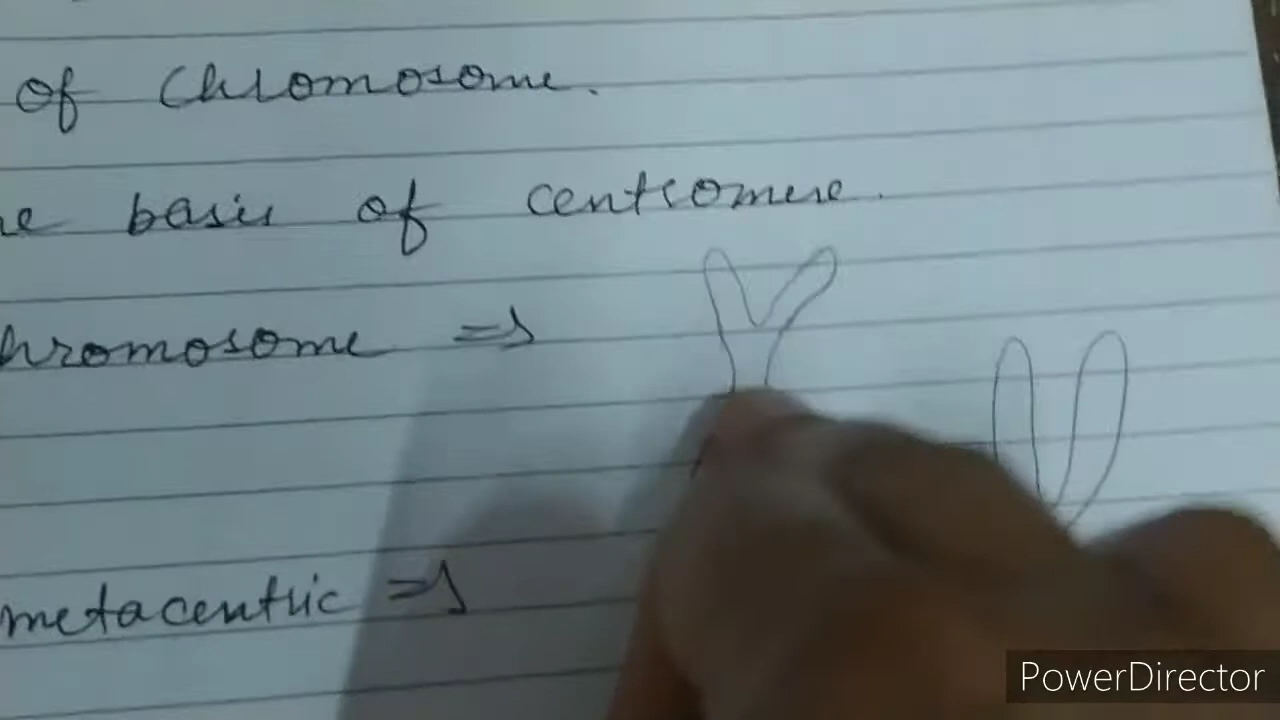 of Chromosome.
basis of centromere.
hromosome =>
metacentric =>
PowerDirector